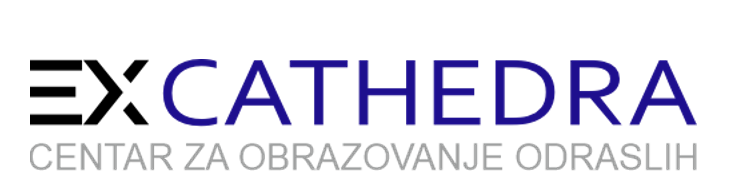 EX CATHEDRA
CENTAR ZA OBRAZOVANJE ODRASLIH